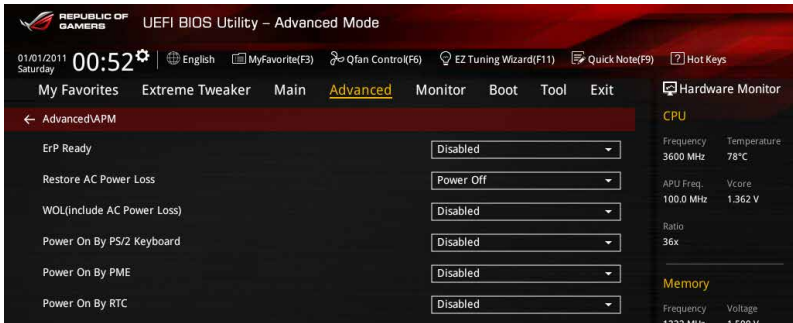 REPUBLIC OF
GAMERS
UEFI BIOS Utility – Advanced Mode
01/01/2011
Saturday
00:52
English
MyFavorite(F3)
Qfan Control(F6)
EZ Tuning Wizard(F11)
Quick Note(F9)
? Hot Keys
My Favorites
Extreme Tweaker
Main
Advanced
Monitor
Boot
Tool
Exit
Hardware Monitor
← Advanced\APM
ErP Ready
Disabled
Restore AC Power Loss
Power Off
WOL(include AC Power Loss)
Disabled
Power On By PS/2 Keyboard
Disabled
Power On By PME
Disabled
Power On By RTC
Disabled
CPU
Frequency Temperature
3600 MHz 78°C
APU Freq. Vcore
100.0 MHz 1.362 V
Ratio
36x
Memory
Frequency Voltage